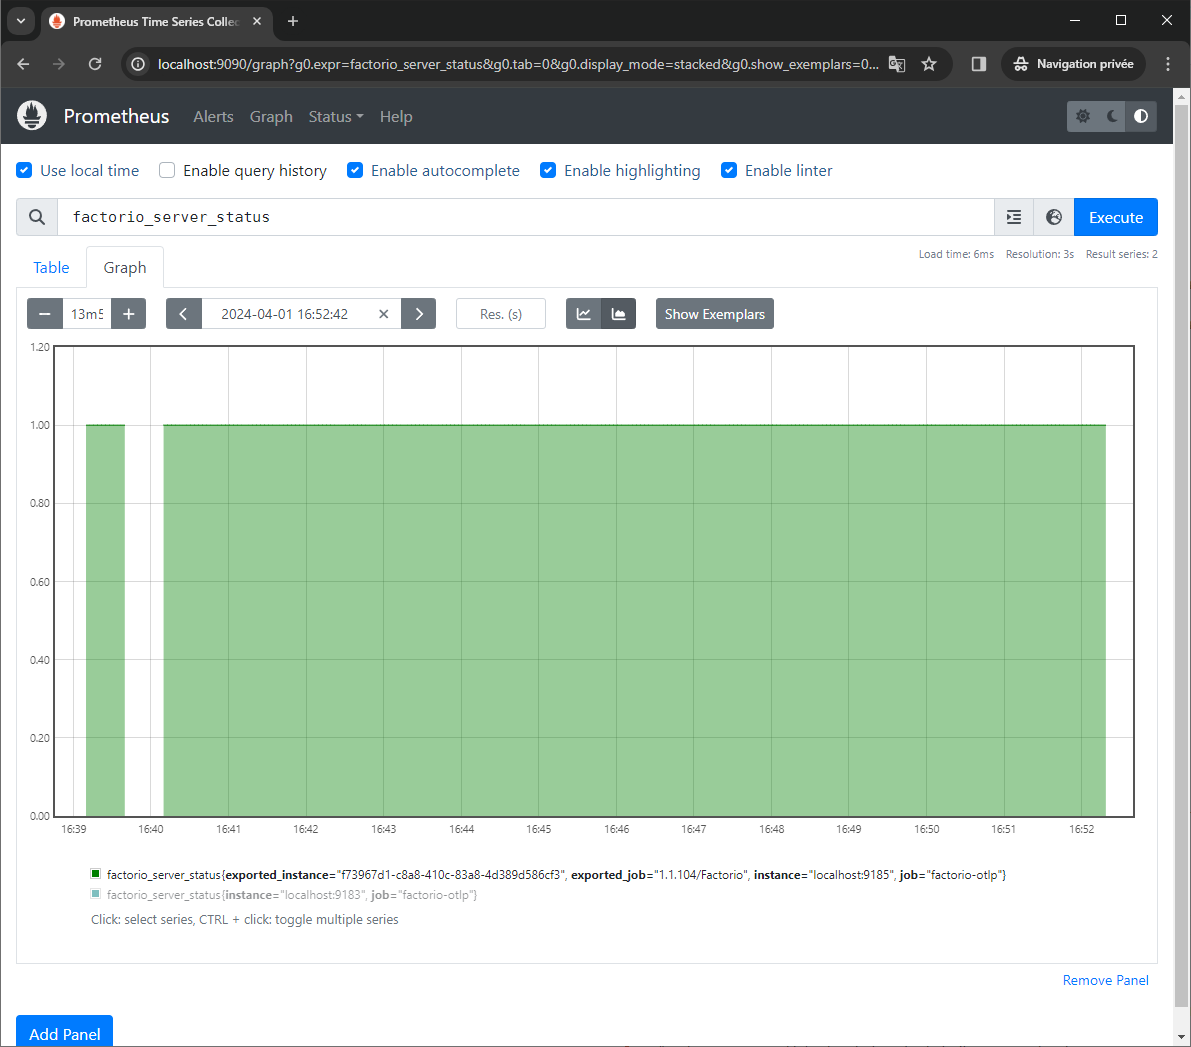 Prometheus Time Series Collec
localhost:9090/graph?g0.expr=factorio_server_status&g0.tab=0&g0.display_mode=stacked&g0.show_exemplars=0... Navigation privée
Prometheus Alerts Graph Status Help
Use local time Enable query history Enable autocomplete Enable highlighting Enable linter
factorio_server_status Execute
Load time: 6ms Resolution: 3s Result series: 2
Table Graph
13m5 2024-04-01 16:52:42 Res. (s) Show Exemplars
1.20
1.00
0.80
0.60
0.40
0.20
0.00
16:39 16:40 16:41 16:42 16:43 16:44 16:45 16:46 16:47 16:48 16:49 16:50 16:51 16:52
factorio_server_status{exported_instance="f73967d1-c8a8-410c-83a8-4d389d586cf3", exported_job="1.1.104/Factorio", instance="localhost:9185", job="factorio-otlp"}
factorio_server_status{instance="localhost:9183", job="factorio-otlp"}
Click: select series, CTRL + click: toggle multiple series
Remove Panel
Add Panel